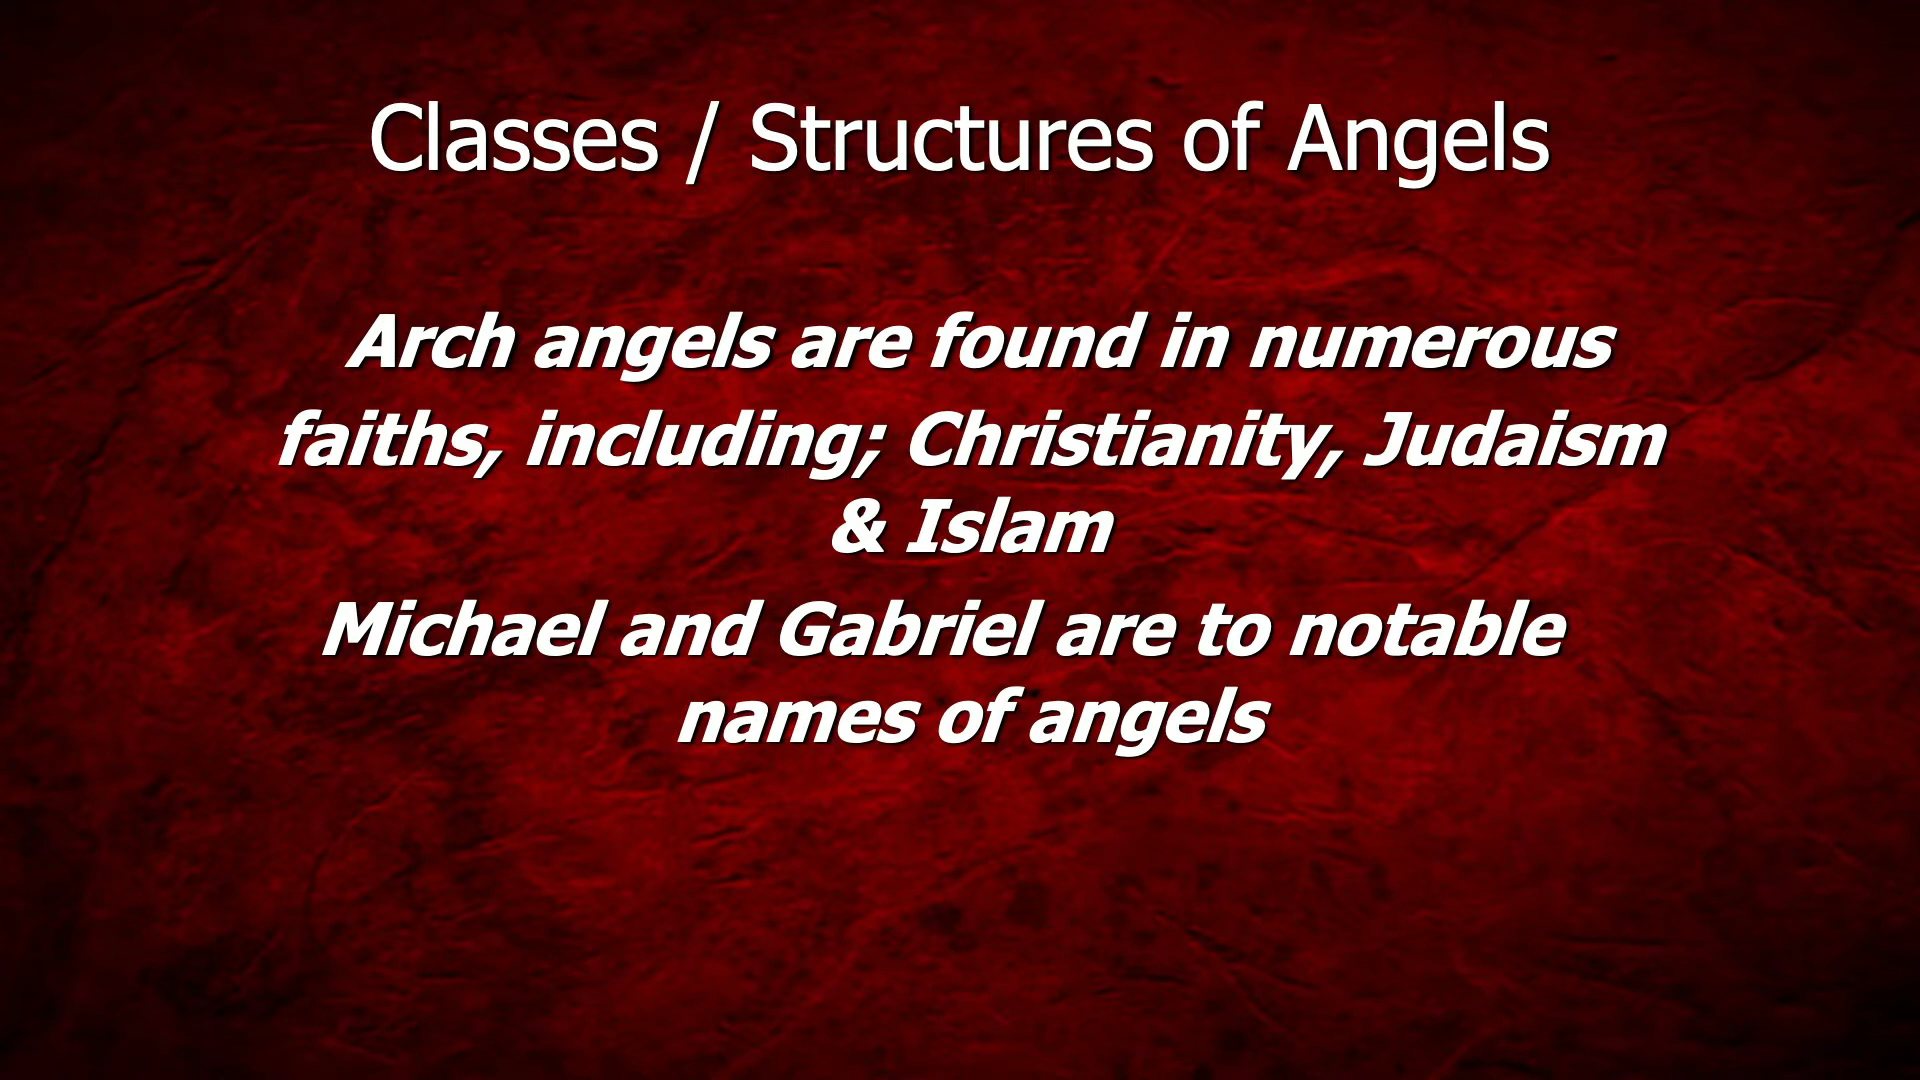 Classes / Structures of Angels
Arch angels are found in numerous
faiths, including; Christianity, Judaism
& Islam
Michael and Gabriel are to notable
names of angels